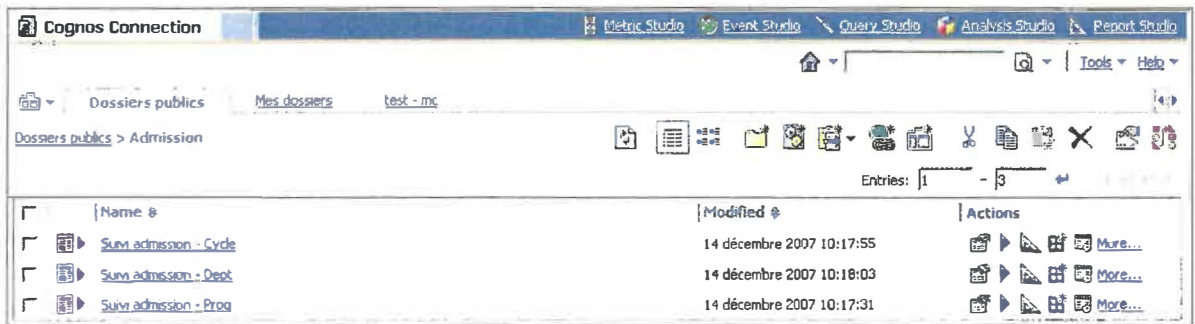 Cognos Connection Metric Studio Event Studio Query Studio Analysis Studio Report Studio
Tools Help
Dossiers publics Mes dossiers test - mc
Dossiers publics > Admission
Entries: 1 - 3
Name Modified Actions
Suivi admission - Cycle 14 décembre 2007 10:17:55 More...
Suivi admission - Dept 14 décembre 2007 10:18:03 More...
Suivi admission - Prog 14 décembre 2007 10:17:31 More...